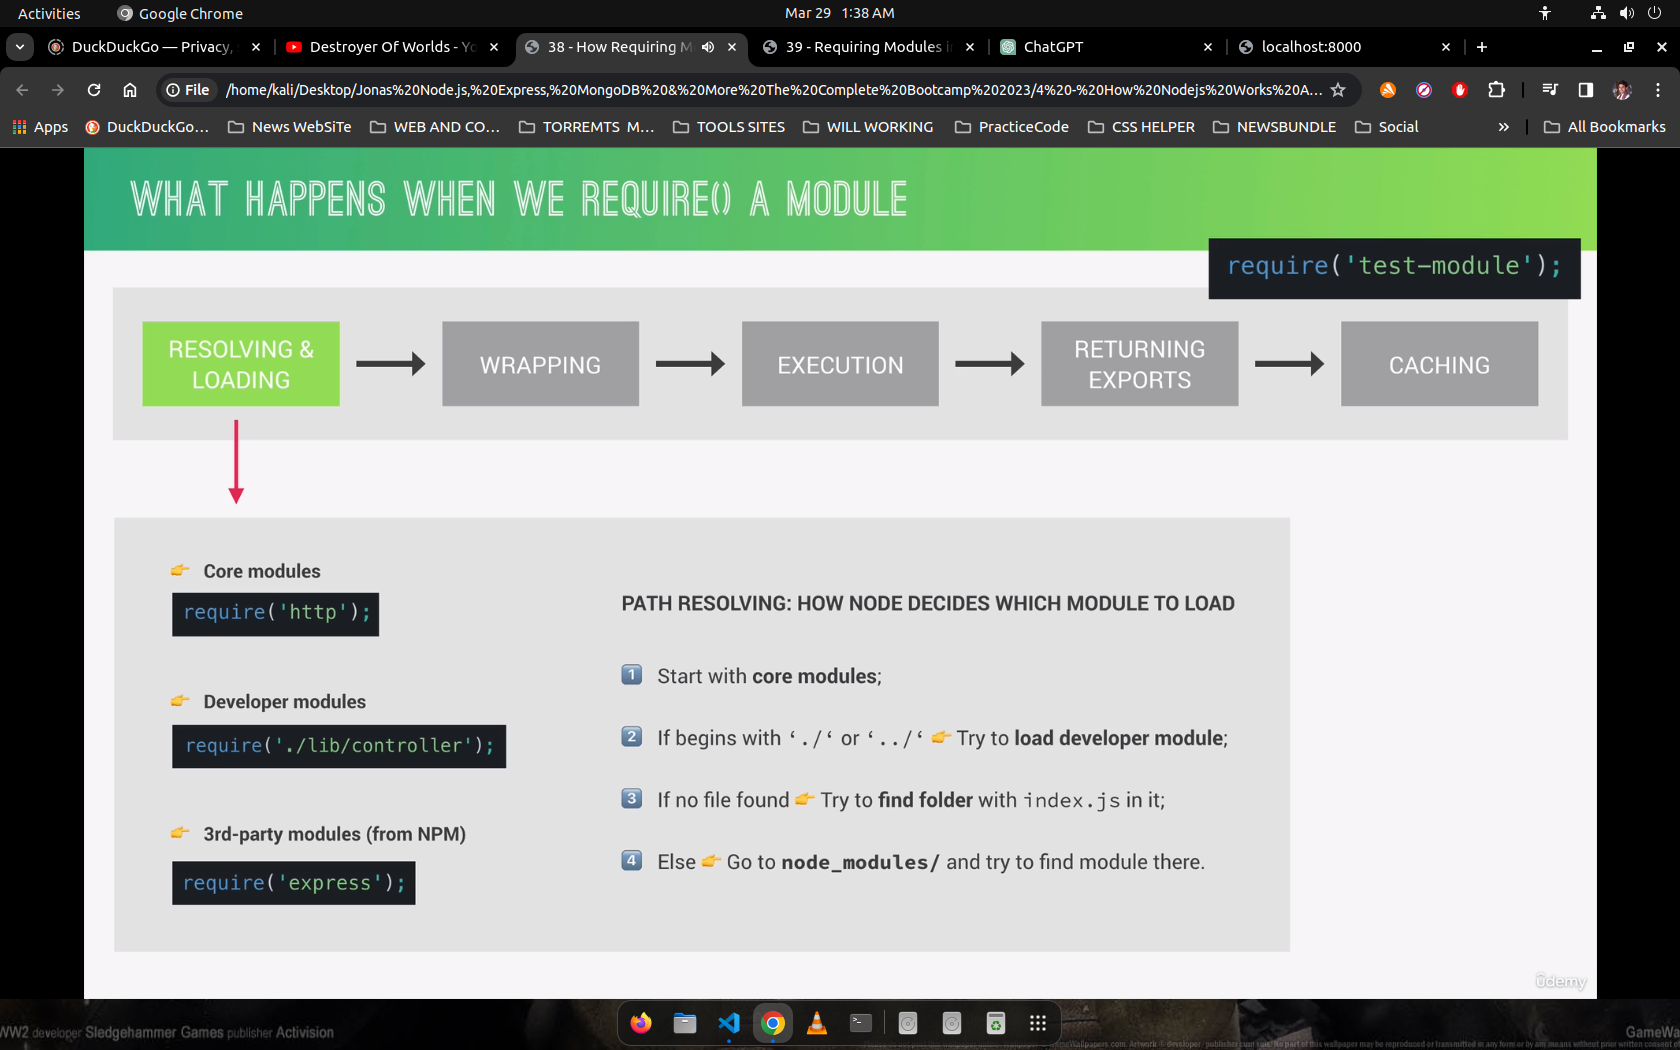 Activities
Google Chrome
Mar 29 1:38 AM
DuckDuckGo — Privacy,
Destroyer Of Worlds - Yo
38 - How Requiring M
39 - Requiring Modules i
ChatGPT
localhost:8000
File
/home/kali/Desktop/Jonas%20Node.js,%20Express,%20MongoDB%20&%20More%20The%20Complete%20Bootcamp%202023/4%20-%20How%20Nodejs%20Works%20A...
Apps
DuckDuckGo...
News WebSiTe
WEB AND CO...
TORREMTS M...
TOOLS SITES
WILL WORKING
PracticeCode
CSS HELPER
NEWSBUNDLE
Social
»
All Bookmarks
WHAT HAPPENS WHEN WE REQUIRE() A MODULE
require('test-module');
RESOLVING &
LOADING
WRAPPING
EXECUTION
RETURNING
EXPORTS
CACHING
👉 Core modules
require('http');
👉 Developer modules
require('./lib/controller');
👉 3rd-party modules (from NPM)
require('express');
PATH RESOLVING: HOW NODE DECIDES WHICH MODULE TO LOAD
1 Start with core modules;
2 If begins with ‘./‘ or ‘../‘ 👉 Try to load developer module;
3 If no file found 👉 Try to find folder with index.js in it;
4 Else 👉 Go to node_modules/ and try to find module there.
ûdemy
WW2 developer Sledgehammer Games publisher Activision
GameWa